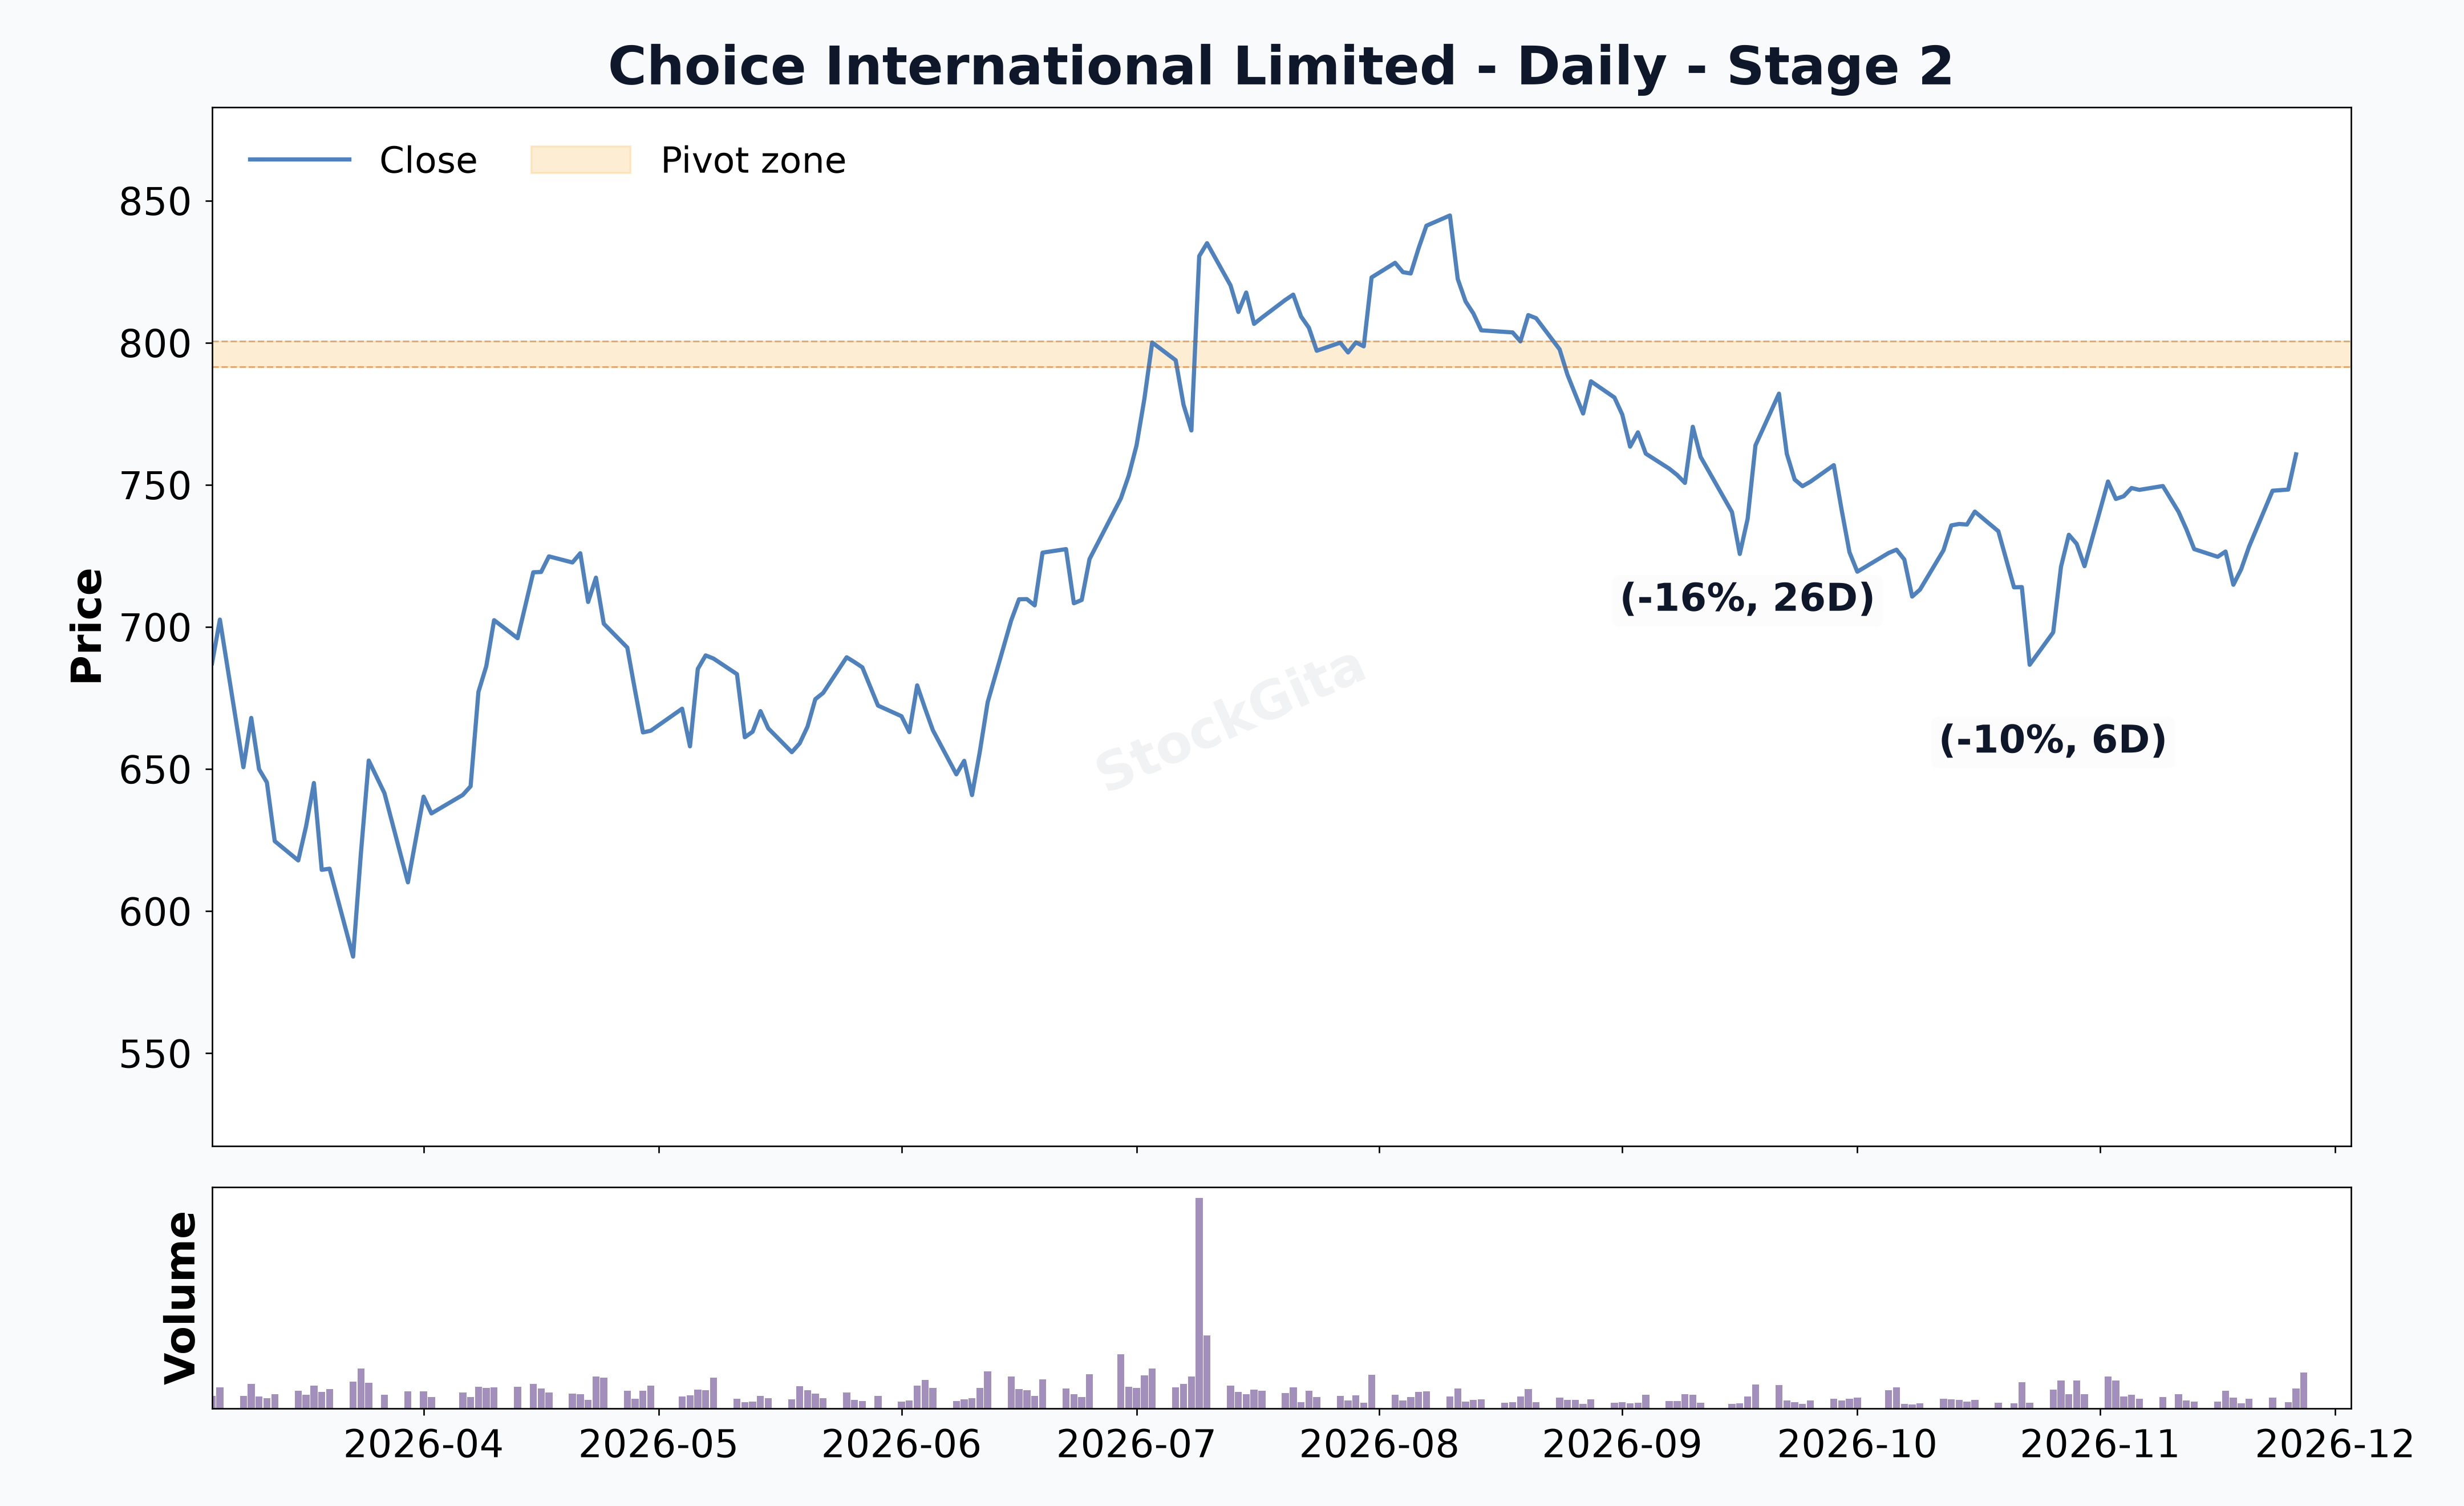 Choice International Limited - Daily - Stage 2
Close
Pivot zone
850
800
750
700
650
600
550
Price
(-16%, 26D)
(-10%, 6D)
StockGita
Volume
2026-04
2026-05
2026-06
2026-07
2026-08
2026-09
2026-10
2026-11
2026-12